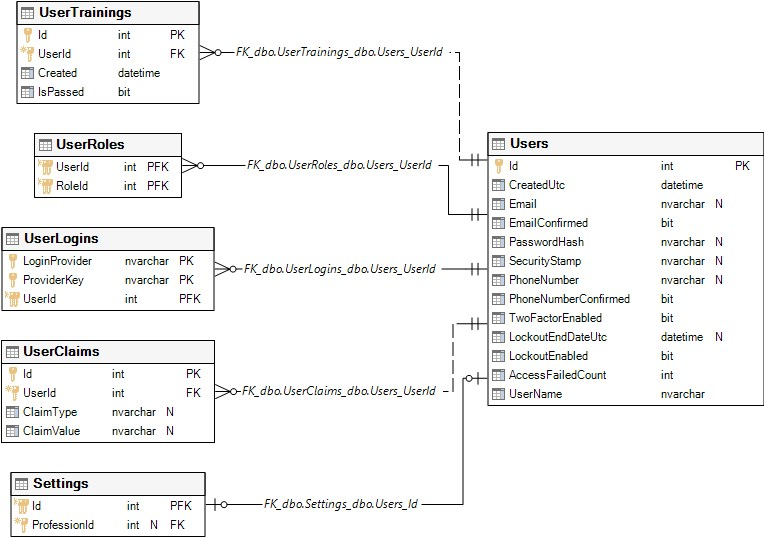 UserTrainings
Id int PK
UserId int FK
Created datetime
IsPassed bit
FK_dbo.UserTrainings_dbo.Users_UserId
UserRoles
UserId int PFK
RoleId int PFK
FK_dbo.UserRoles_dbo.Users_UserId
UserLogins
LoginProvider nvarchar PK
ProviderKey nvarchar PK
UserId int PFK
FK_dbo.UserLogins_dbo.Users_UserId
UserClaims
Id int PK
UserId int FK
ClaimType nvarchar N
ClaimValue nvarchar N
FK_dbo.UserClaims_dbo.Users_UserId
Settings
Id int PFK
ProfessionId int N FK
FK_dbo.Settings_dbo.Users_Id
Users
Id int PK
CreatedUtc datetime
Email nvarchar N
EmailConfirmed bit
PasswordHash nvarchar N
SecurityStamp nvarchar N
PhoneNumber nvarchar N
PhoneNumberConfirmed bit
TwoFactorEnabled bit
LockoutEndDateUtc datetime N
LockoutEnabled bit
AccessFailedCount int
UserName nvarchar